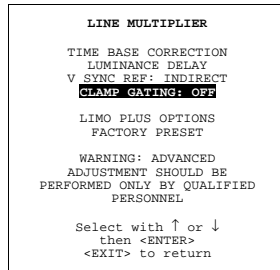 LINE MULTIPLIER
TIME BASE CORRECTION
LUMINANCE DELAY
V SYNC REF: INDIRECT
CLAMP GATING: OFF
LIMO PLUS OPTIONS
FACTORY PRESET
WARNING: ADVANCED
ADJUSTMENT SHOULD BE
PERFORMED ONLY BY QUALIFIED
PERSONNEL
Select with ↑ or ↓
then <ENTER>
<EXIT> to return